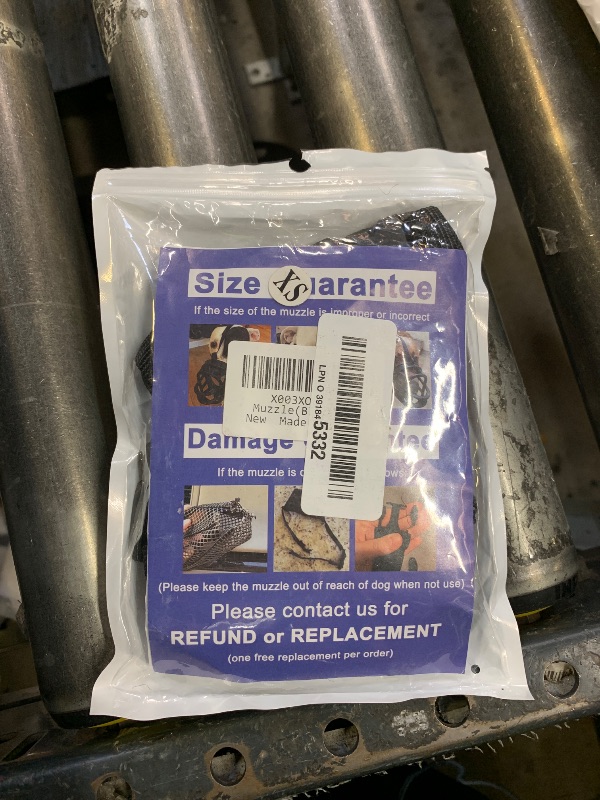 Size XS uarantee
If the size of the muzzle is improper or incorrect
X003XO
Muzzle(B
New Made
LPN O 39184 5332
Damage tee
If the muzzle is
(Please keep the muzzle out of reach of dog when not use)
Please contact us for
REFUND or REPLACEMENT
(one free replacement per order)